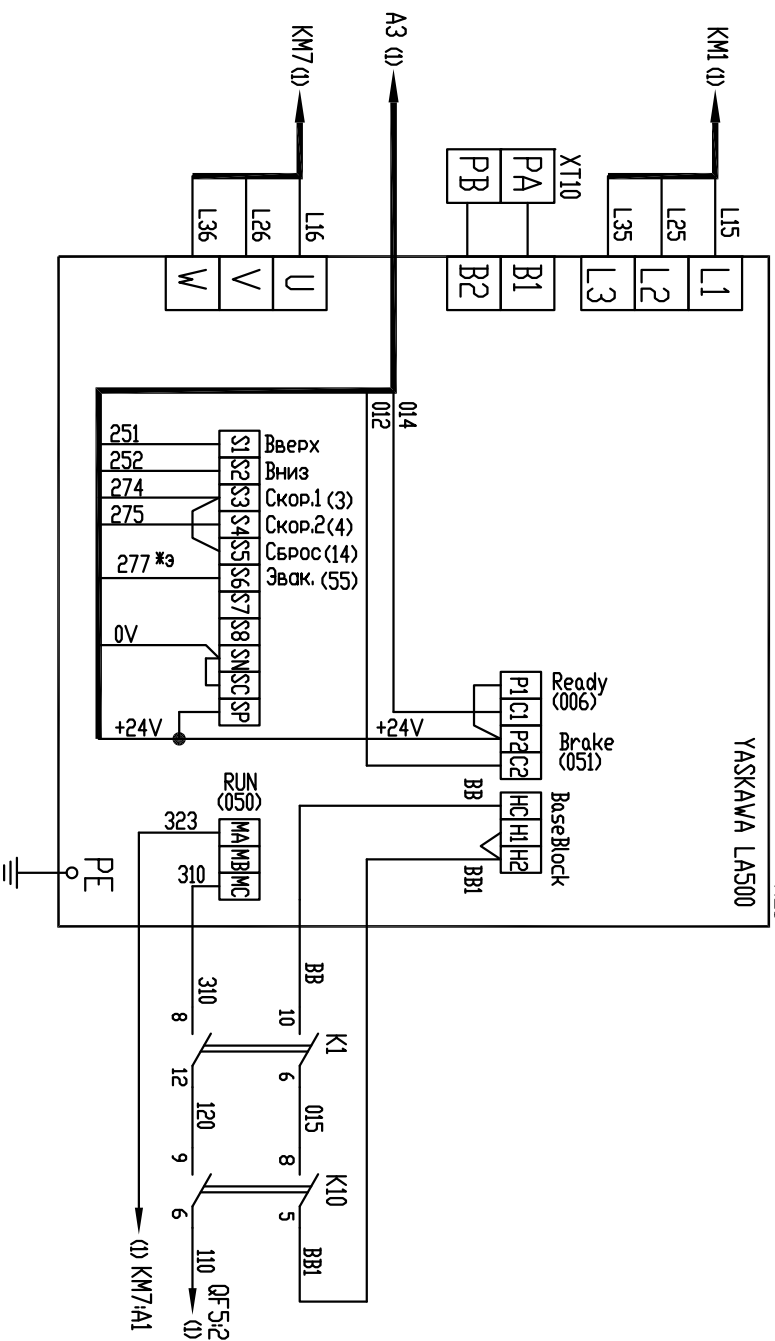 KM7 (1)
A3 (1)
KM1 (1)
XT10
PA
PB
L36
L26
L16
L35
L25
L15
W
V
U
B2
B1
L3
L2
L1
012
014
251
252
274
275
277 *э
0V
+24V
+24V
S1 Вверх
S2 Вниз
S3 Скор.1 (3)
S4 Скор.2 (4)
S5 Сброс (14)
S6 Эвак. (55)
S7
S8
SN
SC
SP
P1
C1
P2
C2
Ready
(006)
Brake
(051)
YASKAWA LA500
RUN
(050)
323
310
MA
MB
MC
BB
BB1
HC
H1
H2
BaseBlock
PE
310
BB
8
10
K1
12
6
120
015
9
8
K10
6
5
110
BB1
(1) KM7:A1
QF5:2
(1)